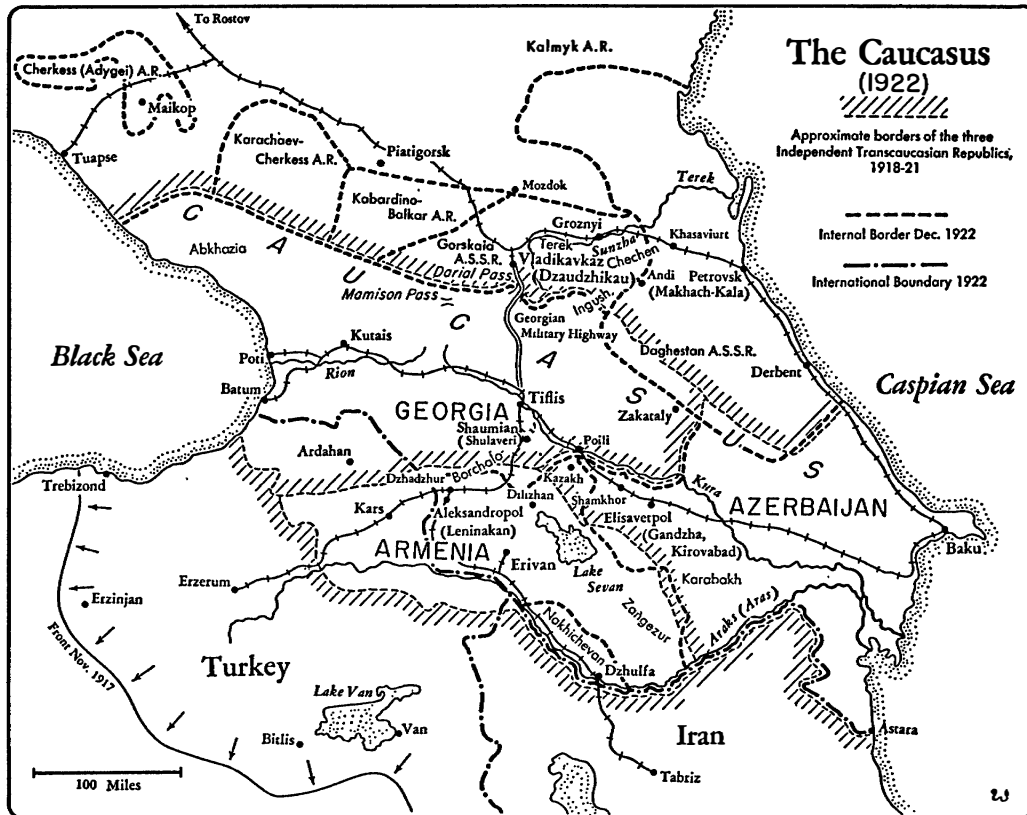 To Rostov
Kalmyk A.R.
The Caucasus
(1922)
Approximate borders of the three
Independent Transcaucasian Republics,
1918-21
Internal Border Dec. 1922
International Boundary 1922
Cherkess (Adygei) A.R.
Maikop
Tuapse
Karachaev-
Cherkess A.R.
Piatigorsk
Kabardino-
Balkar A.R.
Mozdok
Terek
Groznyi
Sunzha
Khasaviurt
Gorskaia
A.S.S.R.
Terek
Chechen
Vladikavkaz
(Dzaudzhikau)
Andi
Petrovsk
(Makhach-Kala)
Darial Pass
Mamison Pass
Ingush.
Georgian
Military Highway
Abkhazia
CAUCASUS
Black Sea
Caspian Sea
Daghestan A.S.S.R.
Derbent
Kutais
Poti
Rion
Batum
Tiflis
GEORGIA
Zakataly
Shaumian
(Shulaveri)
Poili
Ardahan
Borchalo
Dzhadzhur
Kazakh
Kura
Trebizond
Kars
Aleksandropol
(Leninakan)
Dilizhan
Shamkhor
Elisavetpol
(Gandzha,
Kirovabad)
AZERBAIJAN
Baku
ARMENIA
Erivan
Lake
Sevan
Karabakh
Erzerum
Erzinjan
Zangezur
Araks (Aras)
Nakhichevan
Front Nov. 1917
Turkey
Dzhulfa
Lake Van
Van
Bitlis
Iran
Astara
Tabriz
100 Miles